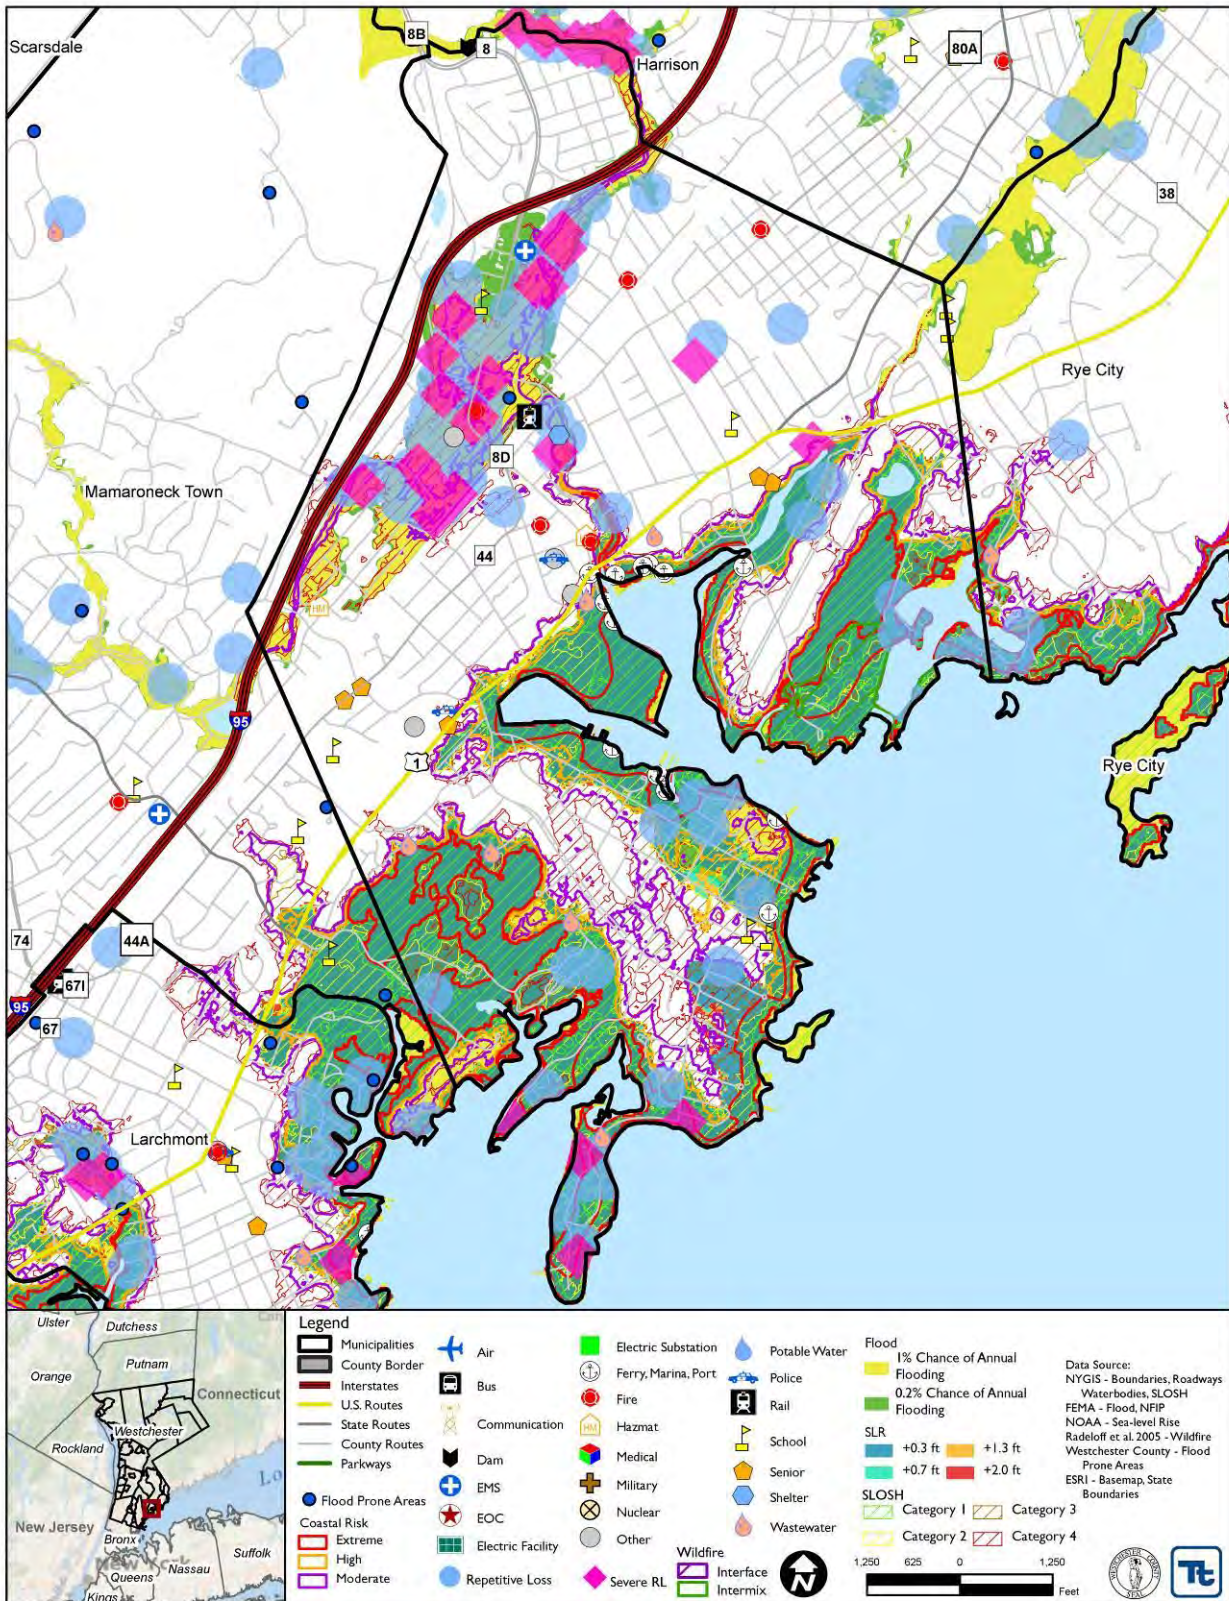 Scarsdale
8B
8
Harrison
80A
38
Rye City
Mamaroneck Town
8D
44
HM
95
1
Rye City
74
44A
67I
95
67
Larchmont
Ulster
Dutchess
Orange
Putnam
Connecticut
Westchester
Rockland
New Jersey
Bronx
Queens
Nassau
Suffolk
Kings
Legend
Municipalities
County Border
Interstates
U.S. Routes
State Routes
County Routes
Parkways
Flood Prone Areas
Coastal Risk
Extreme
High
Moderate
Air
Bus
Communication
Dam
EMS
EOC
Electric Facility
Repetitive Loss
Electric Substation
Ferry, Marina, Port
Fire
HM
Hazmat
Medical
Military
Nuclear
Other
Severe RL
Potable Water
Police
Rail
School
Senior
Shelter
Wastewater
Wildfire
Interface
Intermix
N
Flood
1% Chance of Annual
Flooding
0.2% Chance of Annual
Flooding
SLR
+0.3 ft
+1.3 ft
+0.7 ft
+2.0 ft
SLOSH
Category 1
Category 3
Category 2
Category 4
1,250 625 0 1,250
Feet
Data Source:
NYGIS - Boundaries, Roadways
Waterbodies, SLOSH
FEMA - Flood, NFIP
NOAA - Sea-level Rise
Radeloff et al. 2005 - Wildfire
Westchester County - Flood
Prone Areas
ESRI - Basemap, State
Boundaries
WESTCHESTER COUNTY
SEAL
Tt